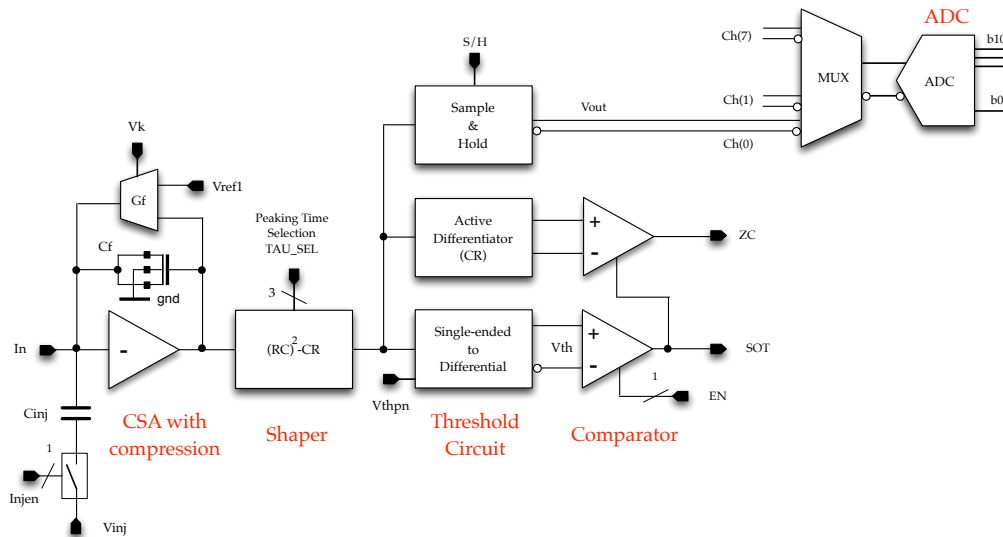 ADC
S/H
Ch(7)
b10
MUX
ADC
Sample
&
Hold
Vout
Ch(1)
b0
Ch(0)
Vk
Gf
Vref1
Peaking Time
Selection
TAU_SEL
Active
Differentiator
(CR)
+
-
ZC
Cf
gnd
3
In
-
(RC)²-CR
Single-ended
to
Differential
Vth
+
-
SOT
Vthpn
1
EN
Cinj
CSA with
compression
Shaper
Threshold
Circuit
Comparator
1
Injen
Vinj